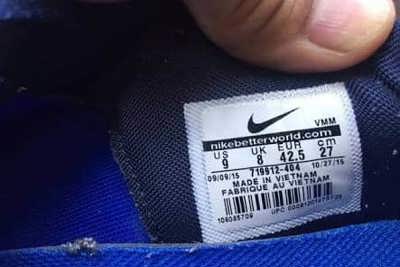 VMM
nikebetterworld.com
US UK EUR cm
9 8 42.5 27
09/09/15 719912-404 10/27/15
MADE IN VIETNAM
FABRIQUE AU VIETNAM
UPC